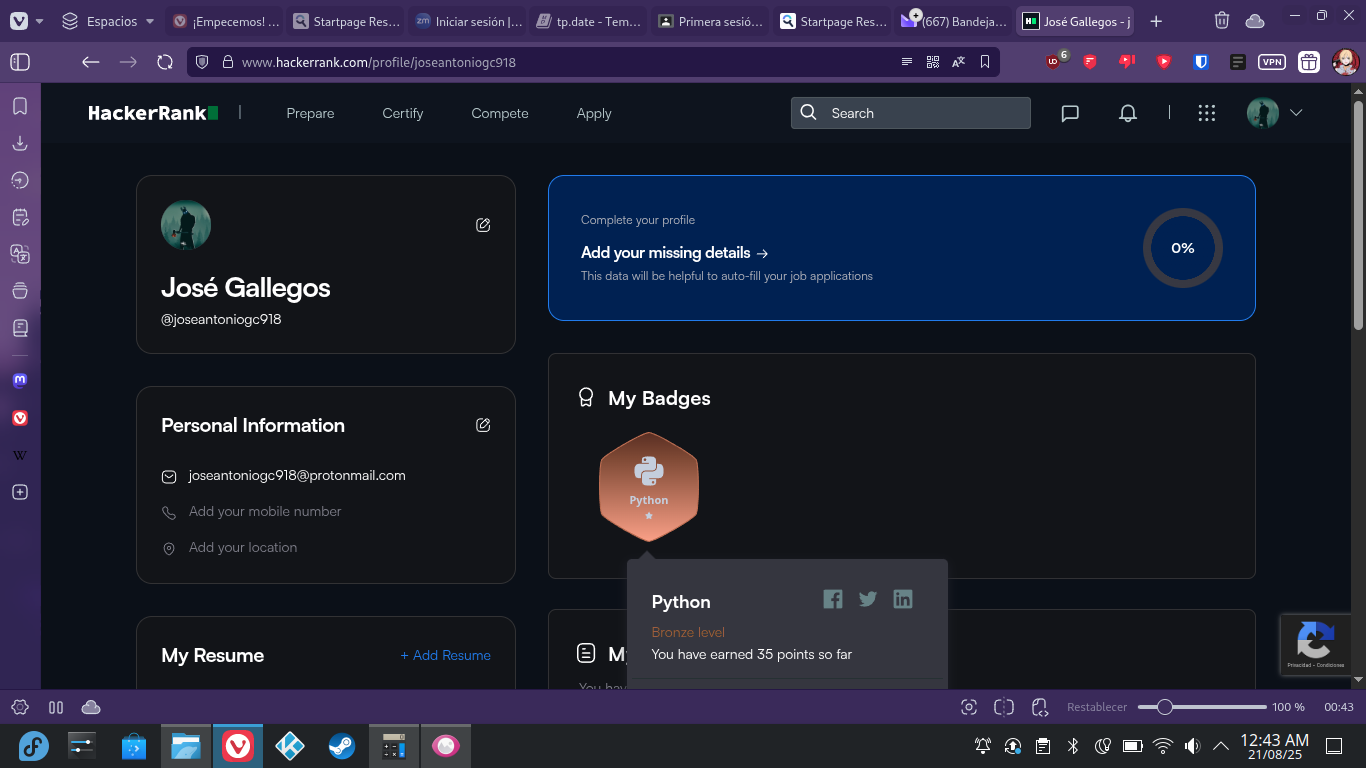 Espacios
¡Empecemos! ...
Startpage Res...
zm
Iniciar sesión |...
tp.date - Tem...
Primera sesió...
Startpage Res...
(667) Bandeja...
José Gallegos - j
www.hackerrank.com/profile/joseantoniogc918
6
VPN
HackerRank
Prepare
Certify
Compete
Apply
Search
José Gallegos
@joseantoniogc918
Complete your profile
Add your missing details →
This data will be helpful to auto-fill your job applications
0%
Personal Information
joseantoniogc918@protonmail.com
Add your mobile number
Add your location
My Badges
Python
Python
Bronze level
You have earned 35 points so far
My Resume
+ Add Resume
My
You hav
Privacidad - Condiciones
Restablecer
100 %
00:43
12:43 AM
21/08/25